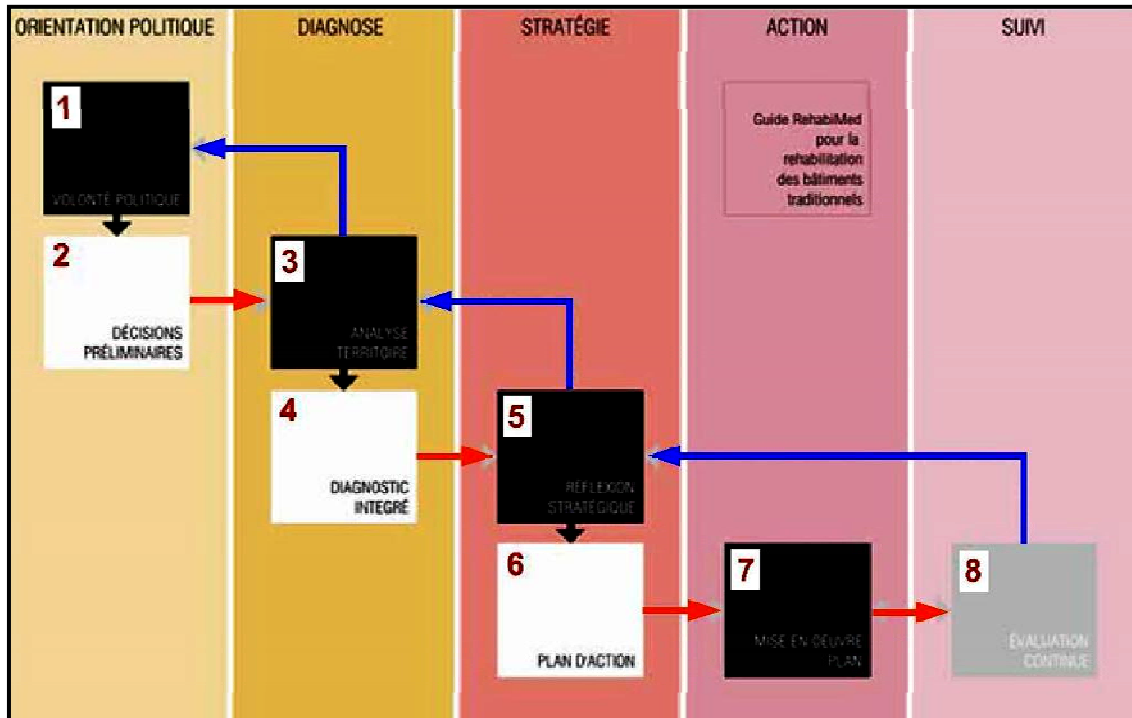 ORIENTATION POLITIQUE
DIAGNOSE
STRATÉGIE
ACTION
SUIVI
1
VOLONTÉ POLITIQUE
2
DÉCISIONS
PRÉLIMINAIRES
3
ANALYSE
TERRITOIRE
4
DIAGNOSTIC
INTEGRÉ
5
RÉFLEXION
STRATÉGIQUE
6
PLAN D'ACTION
Guide RehabiMed
pour la
rehabilitation
des bâtiments
traditionnels
7
MISE EN OEUVRE
PLAN
8
ÉVALUATION
CONTINUE